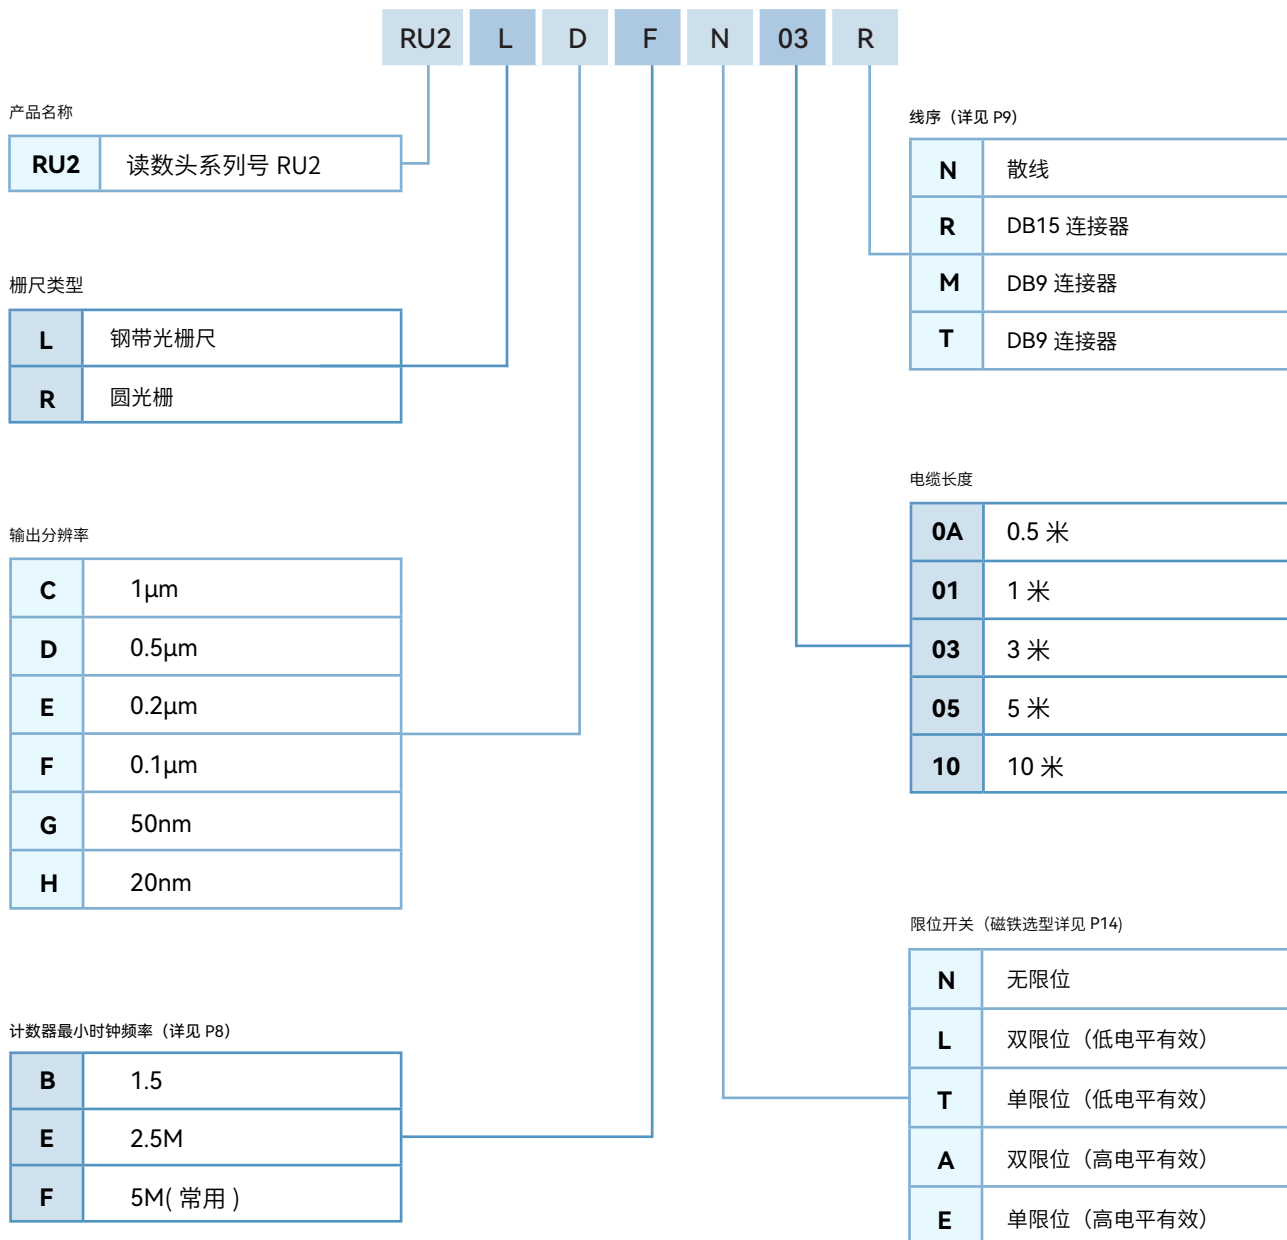 RU2 L D F N 03 R
产品名称
RU2 读数头系列号 RU2
栅尺类型
L 钢带光栅尺
R 圆光栅
输出分辨率
C 1μm
D 0.5μm
E 0.2μm
F 0.1μm
G 50nm
H 20nm
计数器最小时钟频率（详见 P8）
B 1.5
E 2.5M
F 5M( 常用 )
线序（详见 P9)
N 散线
R DB15 连接器
M DB9 连接器
T DB9 连接器
电缆长度
0A 0.5 米
01 1 米
03 3 米
05 5 米
10 10 米
限位开关（磁铁选型详见 P14)
N 无限位
L 双限位（低电平有效）
T 单限位（低电平有效）
A 双限位（高电平有效）
E 单限位（高电平有效）